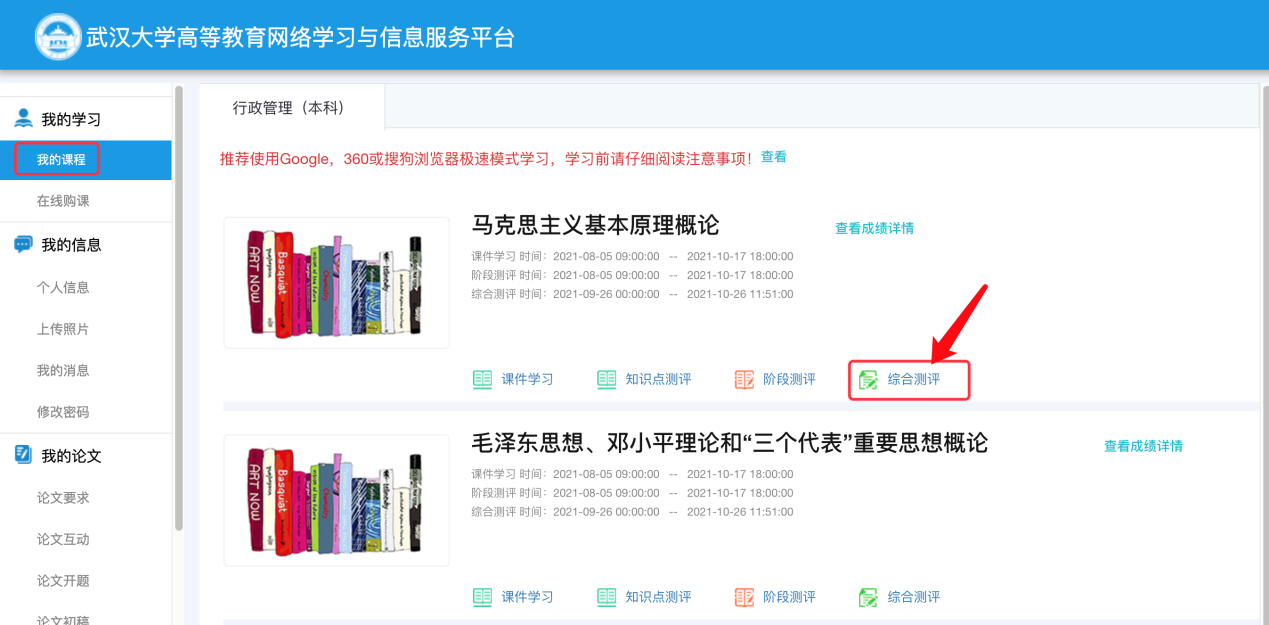 武汉大学高等教育网络学习与信息服务平台
我的学习
我的课程
在线购课
我的信息
个人信息
上传照片
我的消息
修改密码
我的论文
论文要求
论文互动
论文开题
论文初稿
行政管理（本科）
推荐使用Google，360或搜狗浏览器极速模式学习，学习前请仔细阅读注意事项！ 查看
ART NOW
Basquiat
马克思主义基本原理概论 查看成绩详情
课件学习 时间：2021-08-05 09:00:00 -- 2021-10-17 18:00:00
阶段测评 时间：2021-08-05 09:00:00 -- 2021-10-17 18:00:00
综合测评 时间：2021-09-26 00:00:00 -- 2021-10-26 11:51:00
课件学习 知识点测评 阶段测评 综合测评
ART NOW
Basquiat
毛泽东思想、邓小平理论和“三个代表”重要思想概论 查看成绩详情
课件学习 时间：2021-08-05 09:00:00 -- 2021-10-17 18:00:00
阶段测评 时间：2021-08-05 09:00:00 -- 2021-10-17 18:00:00
综合测评 时间：2021-09-26 00:00:00 -- 2021-10-26 11:51:00
课件学习 知识点测评 阶段测评 综合测评